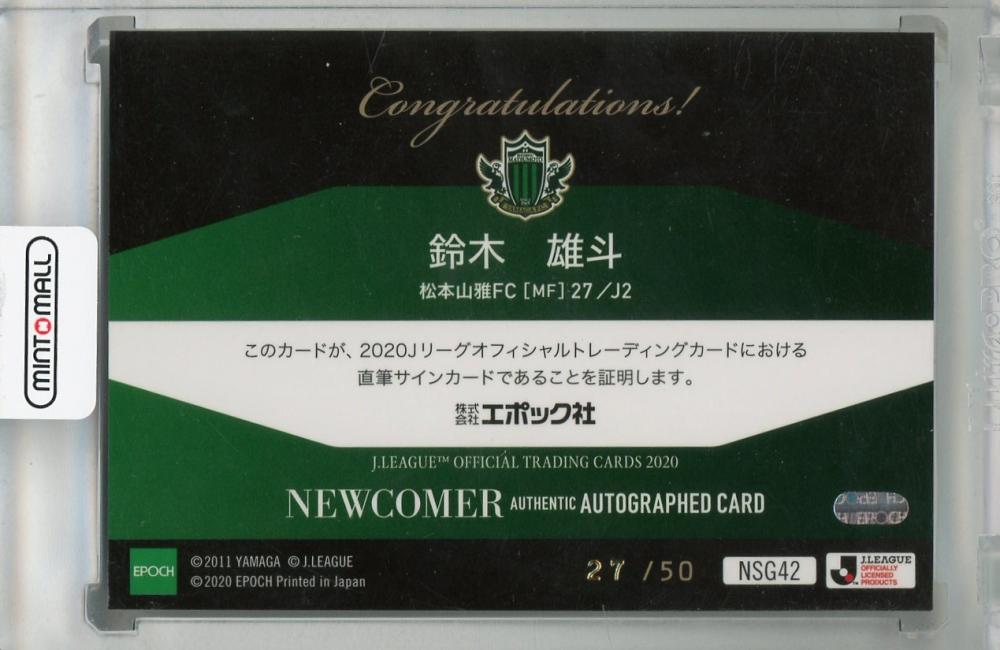 Congratulations!
MATSUMOTO
鈴木 雄斗
松本山雅FC [MF] 27/J2
このカードが、2020Jリーグオフィシャルトレーディングカードにおける
直筆サインカードであることを証明します。
株式会社エポック社
J.LEAGUE™ OFFICIAL TRADING CARDS 2020
NEWCOMER AUTHENTIC AUTOGRAPHED CARD
EPOCH
©2011 YAMAGA ©J.LEAGUE
©2020 EPOCH Printed in Japan
27 /50
NSG42
J.LEAGUE
OFFICIALLY
LICENSED
PRODUCTS
MINTMALL